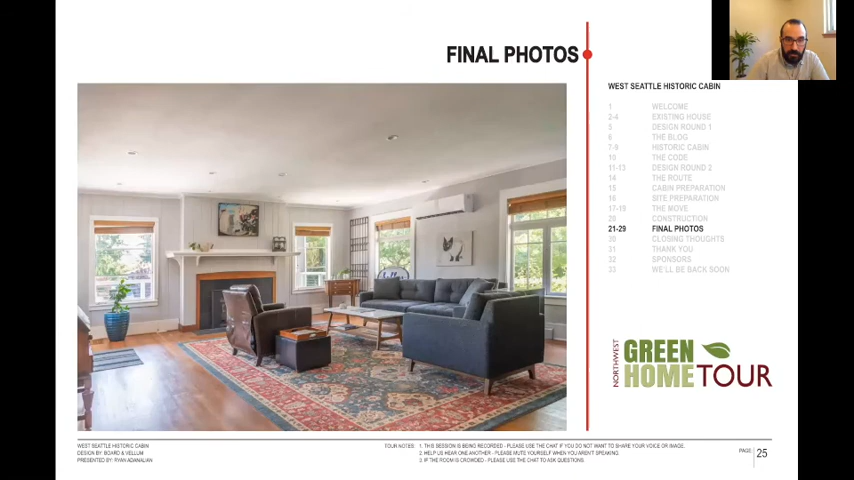 FINAL PHOTOS
WEST SEATTLE HISTORIC CABIN
1 WELCOME
2-4 EXISTING HOUSE
5 DESIGN ROUND 1
6 THE BLOG
7-9 HISTORIC CABIN
10 THE CODE
11-13 DESIGN ROUND 2
14 THE ROUTE
15 CABIN PREPARATION
16 SITE PREPARATION
17-19 THE MOVE
20 CONSTRUCTION
21-29 FINAL PHOTOS
30 CLOSING THOUGHTS
31 THANK YOU
32 SPONSORS
33 WE'LL BE BACK SOON
NORTHWEST
GREEN
HOME TOUR
WEST SEATTLE HISTORIC CABIN
DESIGN BY: BOARD & VELLUM
PRESENTED BY: RYAN ADANALIAN
TOUR NOTES: 1. THIS SESSION IS BEING RECORDED - PLEASE USE THE CHAT IF YOU DO NOT WANT TO SHARE YOUR VOICE OR IMAGE.
2. HELP US HEAR ONE ANOTHER - PLEASE MUTE YOURSELF WHEN YOU AREN'T SPEAKING.
3. IF THE ROOM IS CROWDED - PLEASE USE THE CHAT TO ASK QUESTIONS
PAGE 25